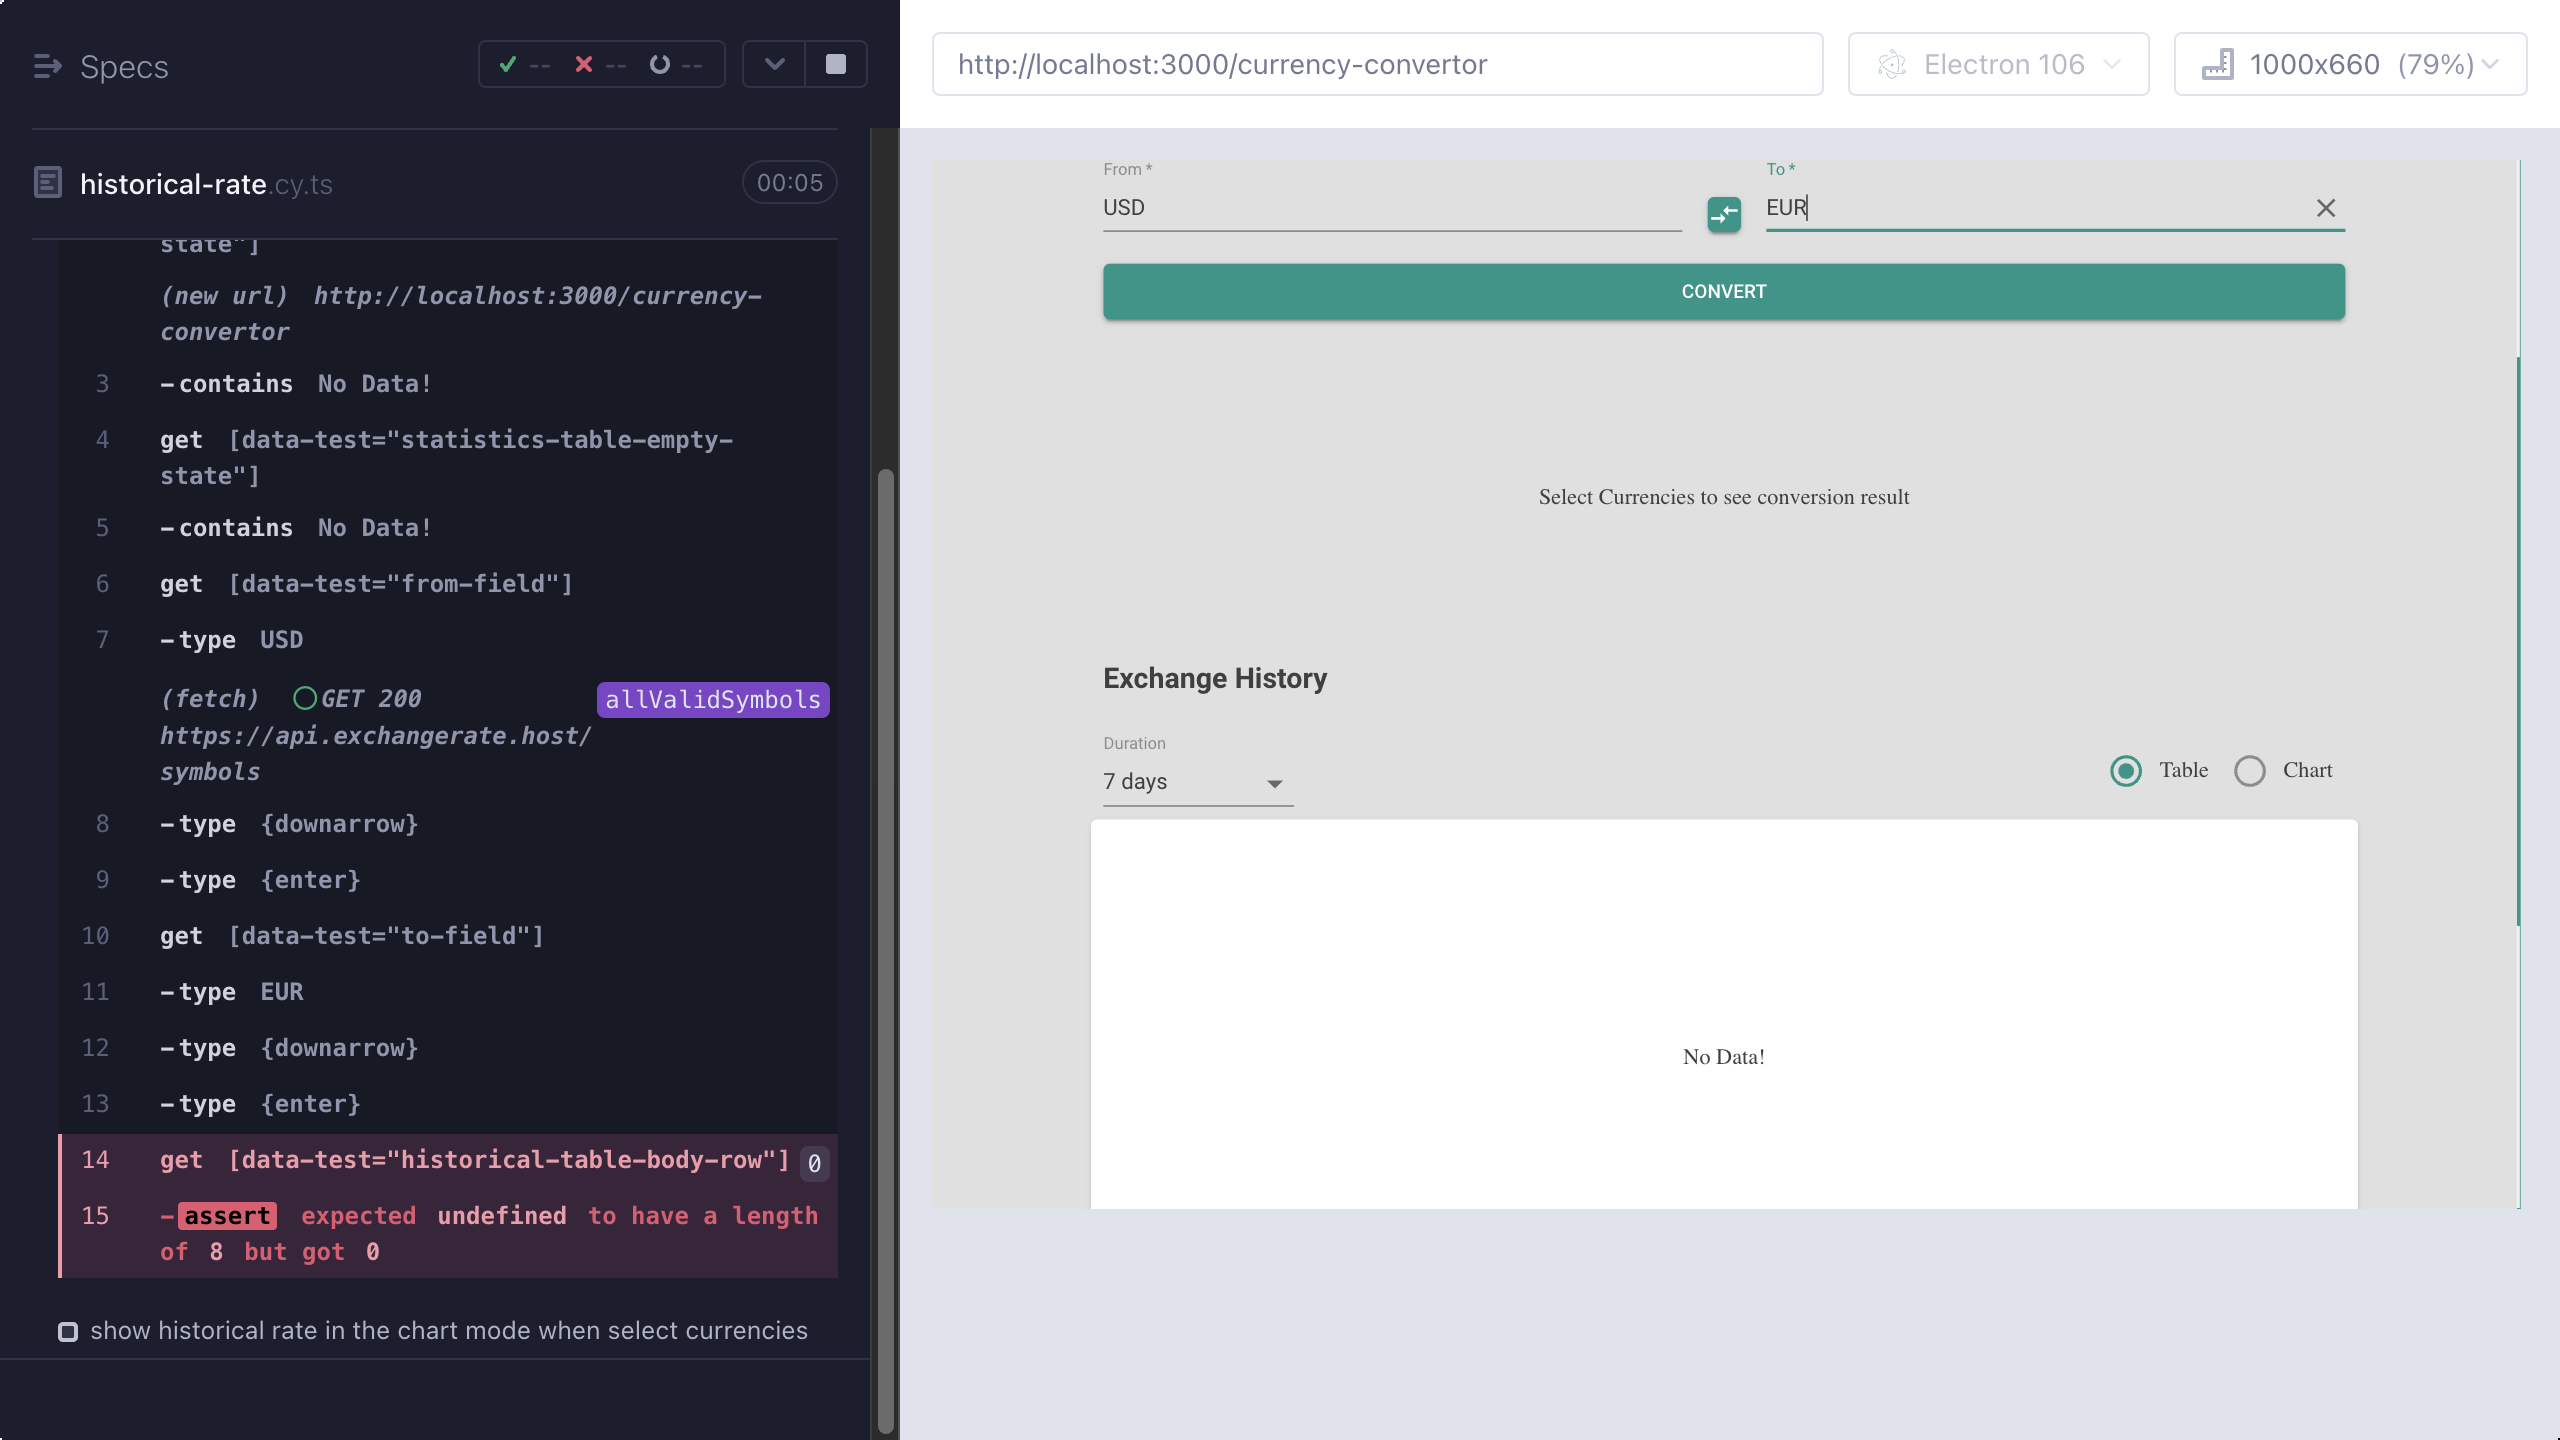 Specs
-- -- --
historical-rate.cy.ts 00:05
state"]
(new url) http://localhost:3000/currency-
convertor
3 -contains No Data!
4 get [data-test="statistics-table-empty-
state"]
5 -contains No Data!
6 get [data-test="from-field"]
7 -type USD
(fetch) GET 200 allValidSymbols
https://api.exchangerate.host/
symbols
8 -type {downarrow}
9 -type {enter}
10 get [data-test="to-field"]
11 -type EUR
12 -type {downarrow}
13 -type {enter}
14 get [data-test="historical-table-body-row"] 0
15 -assert expected undefined to have a length
of 8 but got 0
show historical rate in the chart mode when select currencies
http://localhost:3000/currency-convertor
Electron 106
1000x660 (79%)
From *
To *
USD
EUR
CONVERT
Select Currencies to see conversion result
Exchange History
Duration
7 days
Table
Chart
No Data!